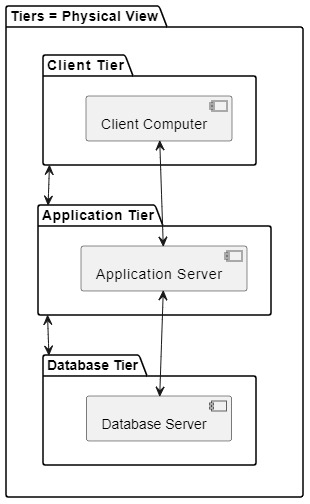 Tiers = Physical View
Client Tier
Client Computer
Application Tier
Application Server
Database Tier
Database Server